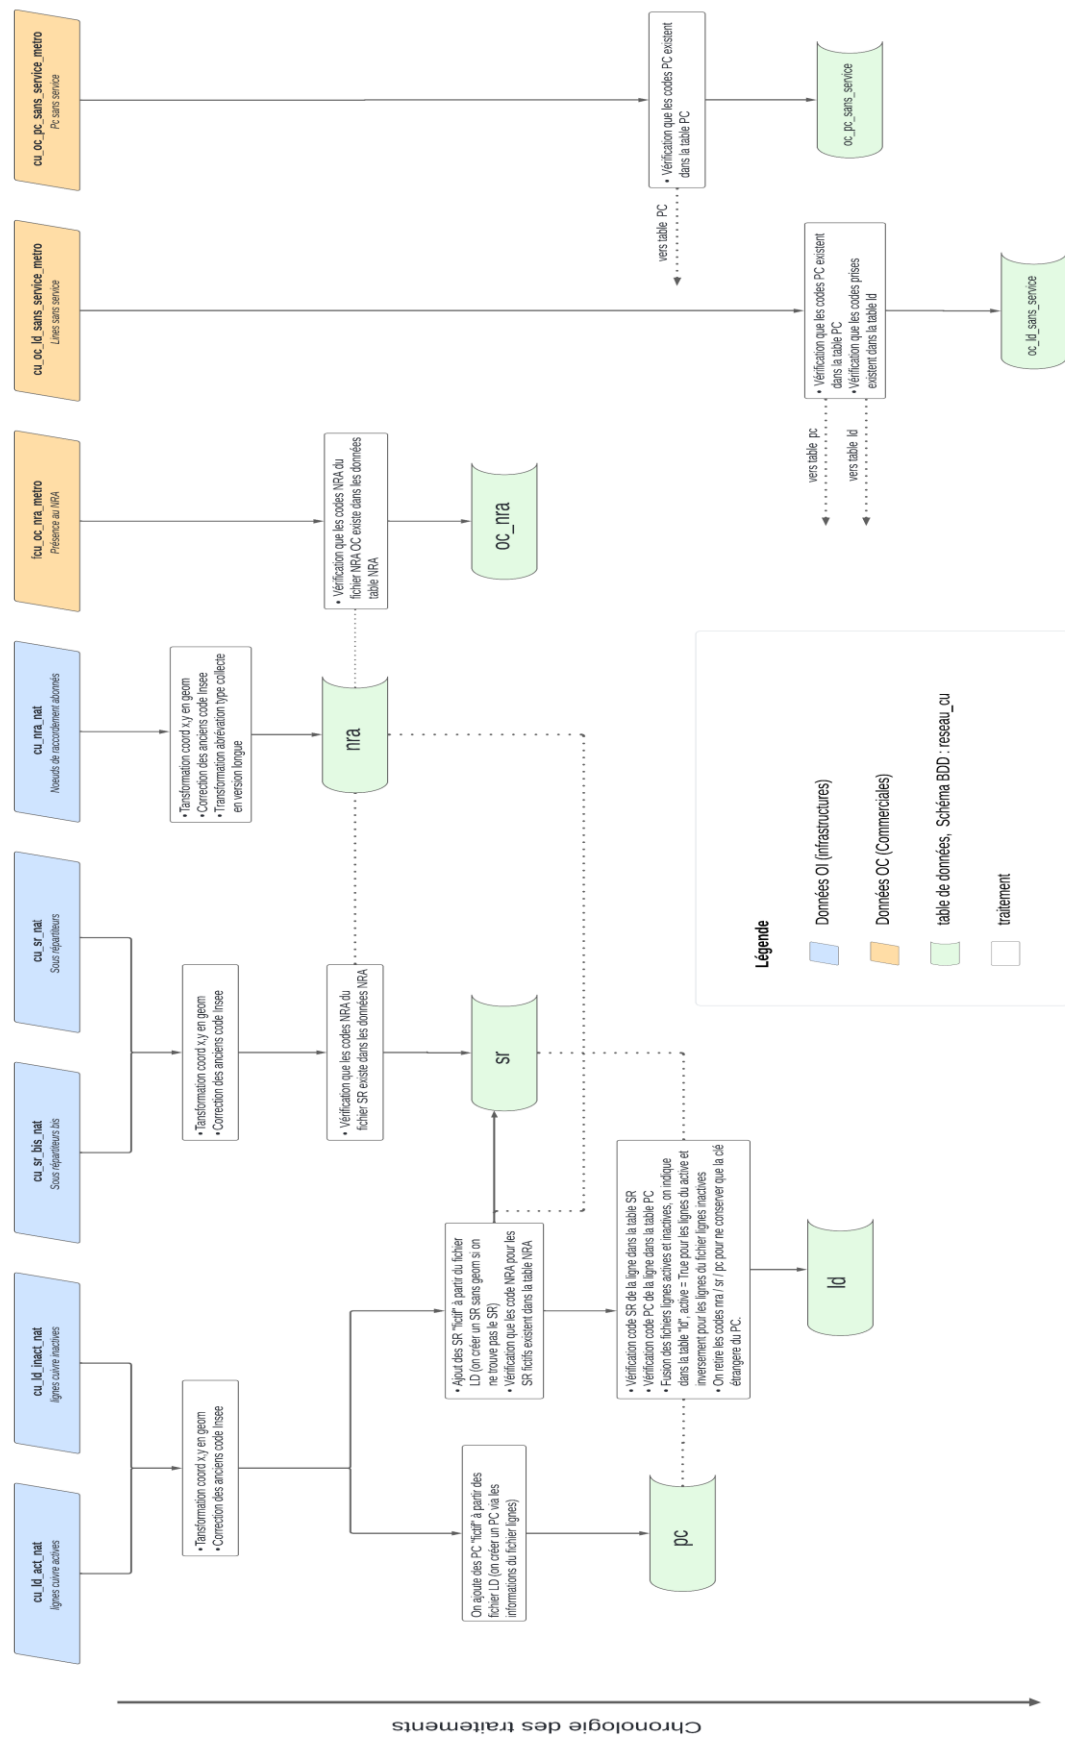 cu_ld_act_nat
lignes cuivre actives
cu_ld_inact_nat
lignes cuivre inactives
cu_sr_bis_nat
Sous répartiteurs bis
cu_sr_nat
Sous répartiteurs
cu_nra_nat
Noeuds de raccordement abonnés
fcu_oc_nra_metro
Présence au NRA
cu_oc_ld_sans_service_metro
Lines sans service
cu_oc_pc_sans_service_metro
Pc sans service
• Tansformation coord x,y en geom
• Correction des anciens code Insee
• Tansformation coord x,y en geom
• Correction des anciens code Insee
• Tansformation coord x,y en geom
• Correction des anciens code Insee
• Transformation abrévation type collecte
en version longue
• Vérification que les codes NRA du
fichier SR existe dans les données NRA
nra
• Vérification que les codes NRA du
fichier NRA OC existe dans les données
table NRA
On ajoute des PC "fictif" à partir des
fichier LD (on créer un PC via les
informations du fichier lignes)
• Ajout des SR "fictif" à partir du fichier
LD (on créer un SR sans geom si on
ne trouve pas le SR)
• Vérification que les code NRA pour les
SR fictifs existent dans la table NRA
sr
oc_nra
pc
• Vérification code SR de la ligne dans la table SR
• Vérification code PC de la ligne dans la table PC
• Fusion des fichiers lignes actives et inactives, on indique
dans la table "ld", active = True pour les lignes du active et
inversement pour les lignes du fichier lignes inactives
• On retire les codes nra / sr / pc pour ne conserver que la clé
étrangere du PC.
ld
vers table PC
• Vérification que les codes PC existent
dans la table PC
oc_pc_sans_service
vers table pc
vers table ld
• Vérification que les codes PC existent
dans la table PC
• Vérification que les codes prises
existent dans la table ld
oc_ld_sans_service
Légende
Données OI (infrastructures)
Données OC (Commerciales)
table de données, Schéma BDD : reseau_cu
traitement
Chronologie des traitements